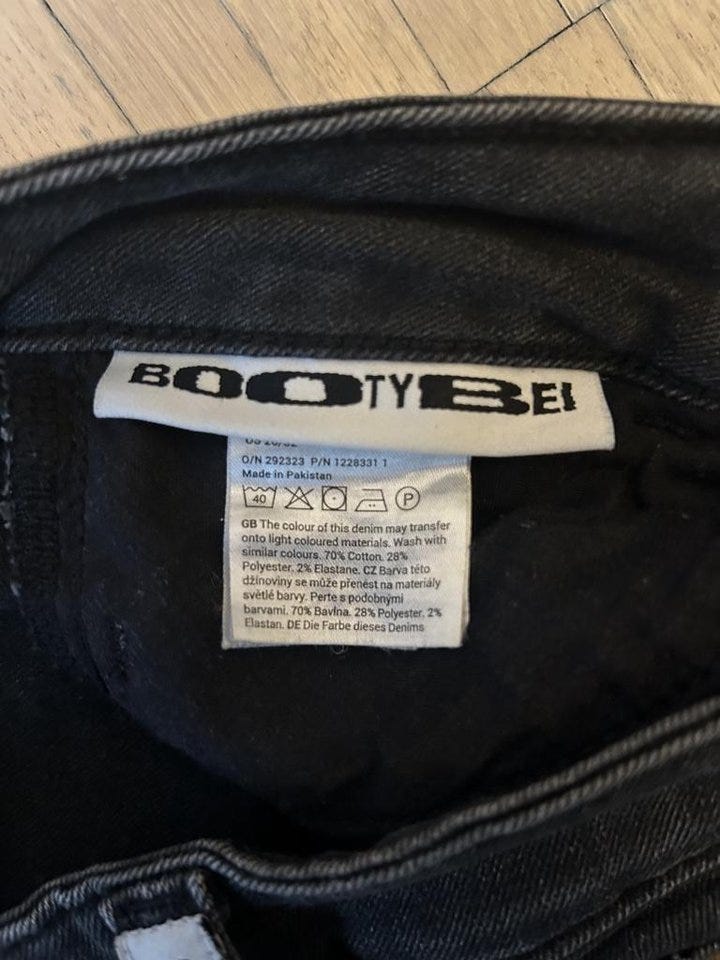 BOOTYBEI
O/N 292323 P/N 1228331 1
Made in Pakistan
40 P
GB The colour of this denim may transfer
onto light coloured materials. Wash with
similar colours. 70% Cotton. 28%
Polyester. 2% Elastane. CZ Barva této
džínoviny se může přenést na materiály
světlé barvy. Perte s podobnými
barvami. 70% Bavlna. 28% Polyester. 2%
Elastan. DE Die Farbe dieses Denims